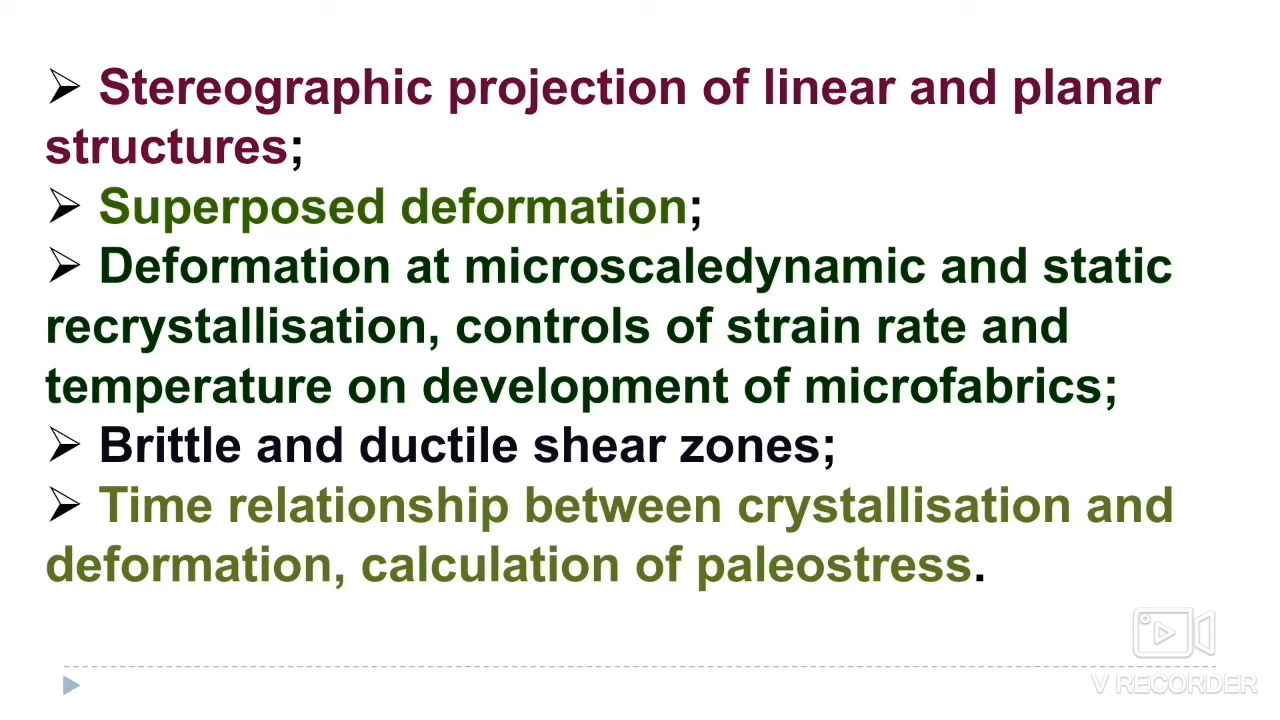 ➢ Stereographic projection of linear and planar
structures;
➢ Superposed deformation;
➢ Deformation at microscaledynamic and static
recrystallisation, controls of strain rate and
temperature on development of microfabrics;
➢ Brittle and ductile shear zones;
➢ Time relationship between crystallisation and
deformation, calculation of paleostress.
V RECORDER